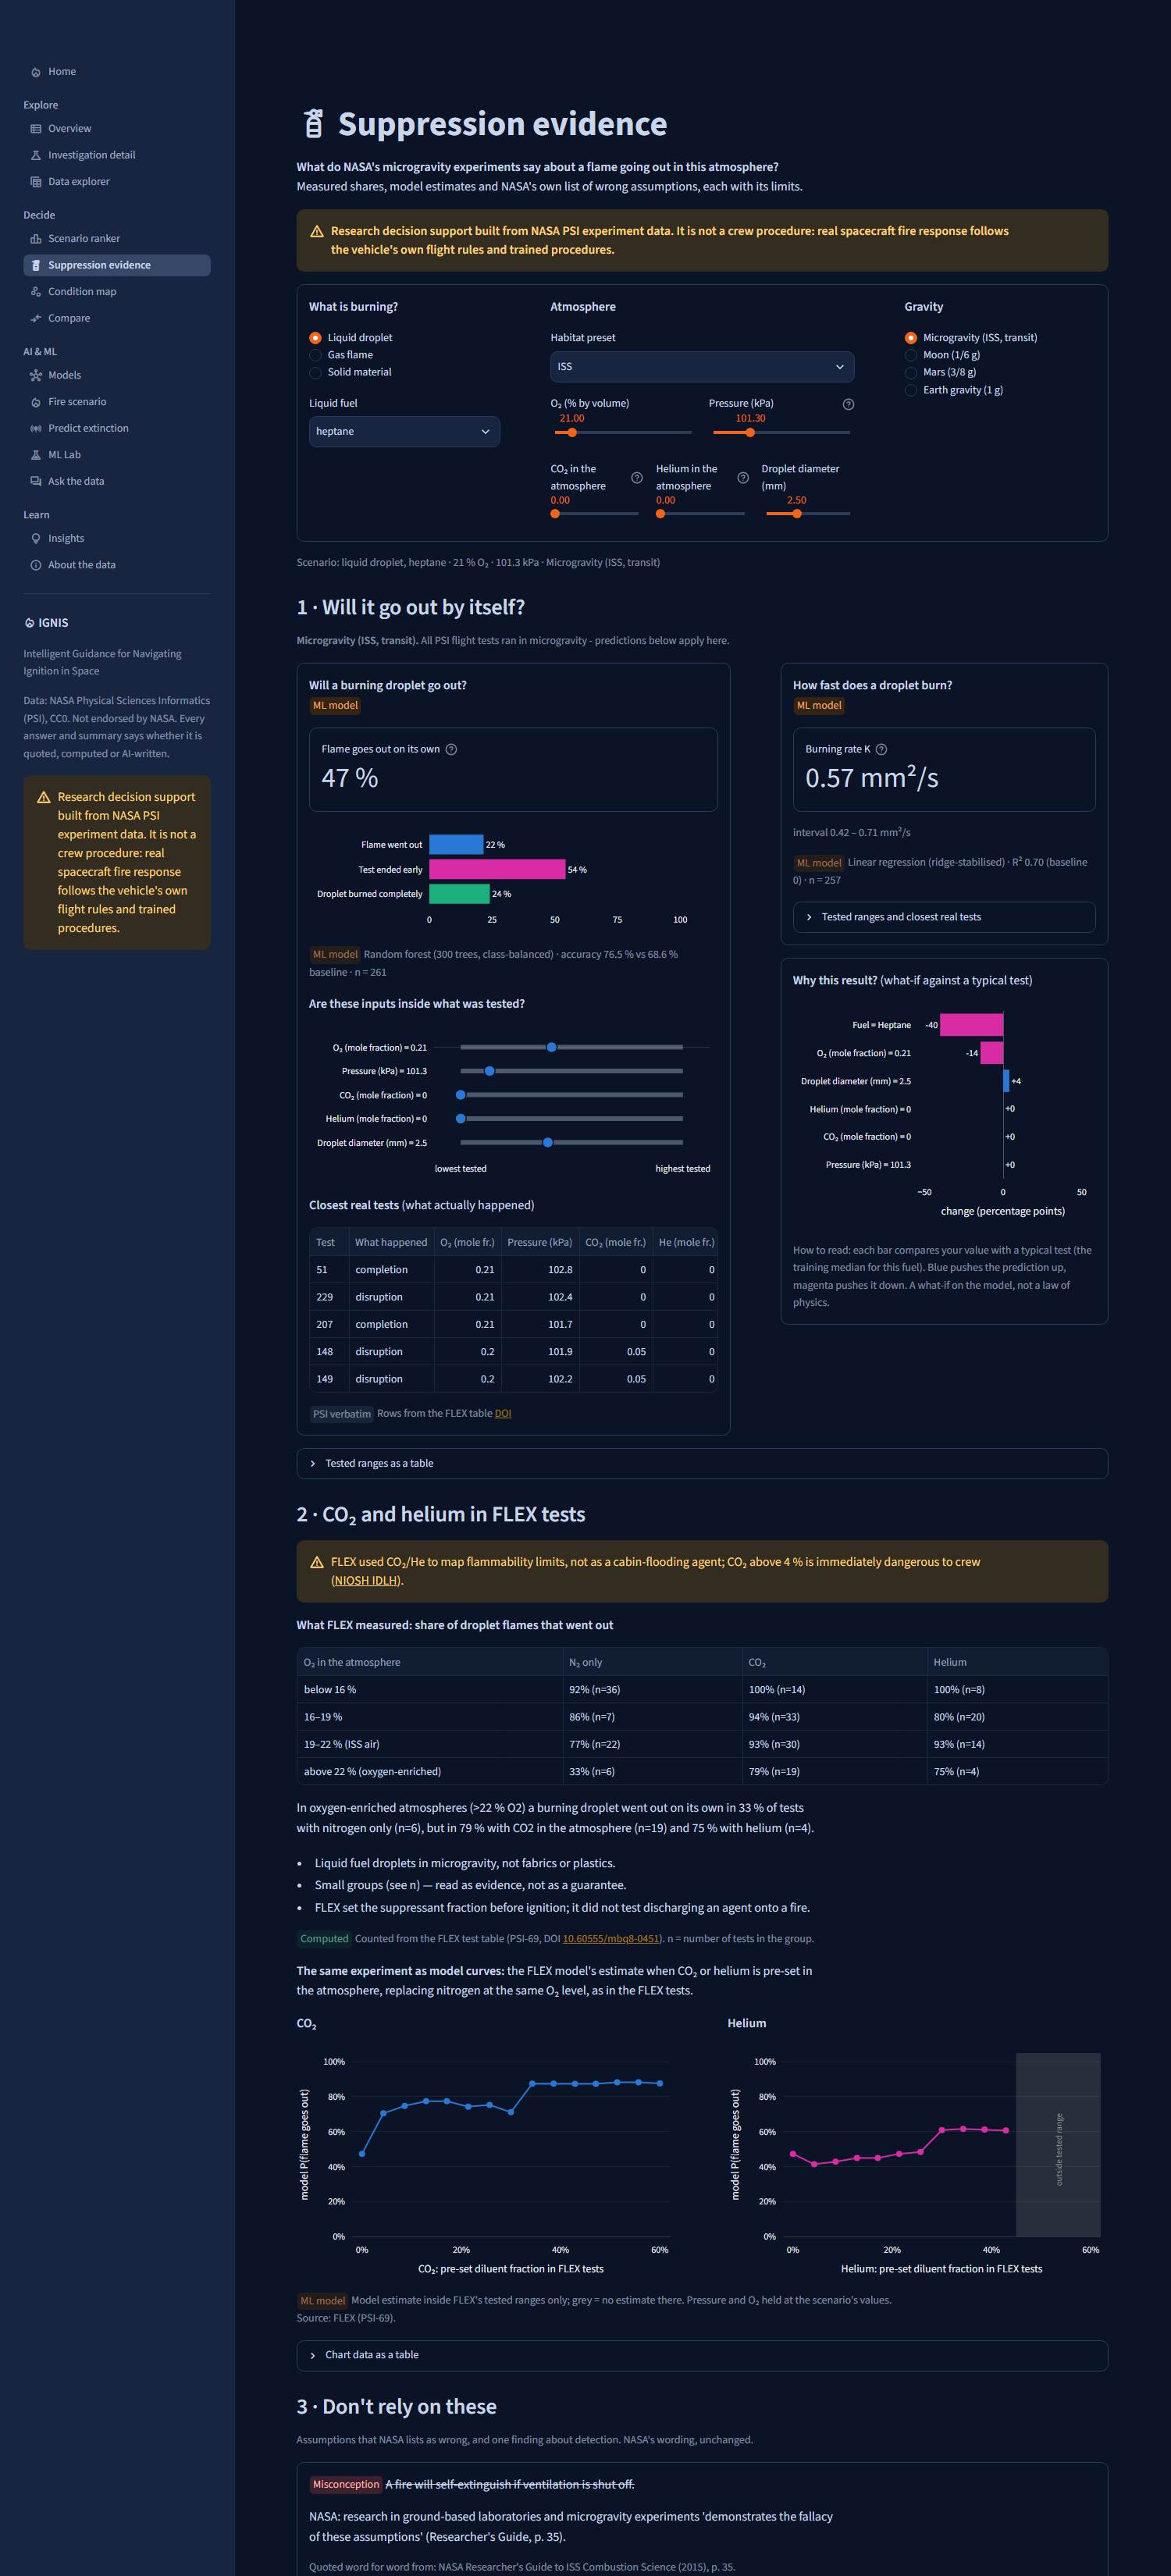 Home
Explore
Overview
Investigation detail
Data explorer
Decide
Scenario ranker
Suppression evidence
Condition map
Compare
AI & ML
Models
Fire scenario
Predict extinction
ML Lab
Ask the data
Learn
Insights
About the data
IGNIS
Intelligent Guidance for Navigating
Ignition in Space
Data: NASA Physical Sciences Informatics
(PSI), CC0. Not endorsed by NASA. Every
answer and summary says whether it is
quoted, computed or AI-written.
Research decision support
built from NASA PSI
experiment data. It is not a
crew procedure: real
spacecraft fire response
follows the vehicle's own
flight rules and trained
procedures.
Suppression evidence
What do NASA's microgravity experiments say about a flame going out in this atmosphere?
Measured shares, model estimates and NASA's own list of wrong assumptions, each with its limits.
Research decision support built from NASA PSI experiment data. It is not a crew procedure: real spacecraft fire response follows
the vehicle's own flight rules and trained procedures.
What is burning?
Liquid droplet
Gas flame
Solid material
Liquid fuel
heptane
Atmosphere
Habitat preset
ISS
O₂ (% by volume)
21.00
Pressure (kPa)
101.30
CO₂ in the
atmosphere
0.00
Helium in the
atmosphere
0.00
Droplet diameter
(mm)
2.50
Gravity
Microgravity (ISS, transit)
Moon (1/6 g)
Mars (3/8 g)
Earth gravity (1 g)
Scenario: liquid droplet, heptane · 21 % O₂ · 101.3 kPa · Microgravity (ISS, transit)
1 · Will it go out by itself?
Microgravity (ISS, transit). All PSI flight tests ran in microgravity - predictions below apply here.
Will a burning droplet go out?
ML model
Flame goes out on its own
47 %
Flame went out 22 %
Test ended early 54 %
Droplet burned completely 24 %
0 25 50 75 100
ML model Random forest (300 trees, class-balanced) · accuracy 76.5 % vs 68.6 %
baseline · n = 261
Are these inputs inside what was tested?
O₂ (mole fraction) = 0.21
Pressure (kPa) = 101.3
CO₂ (mole fraction) = 0
Helium (mole fraction) = 0
Droplet diameter (mm) = 2.5
lowest tested highest tested
Closest real tests (what actually happened)
Test What happened O₂ (mole fr.) Pressure (kPa) CO₂ (mole fr.) He (mole fr.)
51 completion 0.21 102.8 0 0
229 disruption 0.21 102.4 0 0
207 completion 0.21 101.7 0 0
148 disruption 0.2 101.9 0.05 0
149 disruption 0.2 102.2 0.05 0
PSI verbatim Rows from the FLEX table DOI
How fast does a droplet burn?
ML model
Burning rate K
0.57 mm²/s
interval 0.42 – 0.71 mm²/s
ML model Linear regression (ridge-stabilised) · R² 0.70 (baseline
0) · n = 257
Tested ranges and closest real tests
Why this result? (what-if against a typical test)
Fuel = Heptane -40
O₂ (mole fraction) = 0.21 -14
Droplet diameter (mm) = 2.5 +4
Helium (mole fraction) = 0 +0
CO₂ (mole fraction) = 0 +0
Pressure (kPa) = 101.3 +0
−50 0 50
change (percentage points)
How to read: each bar compares your value with a typical test (the
training median for this fuel). Blue pushes the prediction up,
magenta pushes it down. A what-if on the model, not a law of
physics.
Tested ranges as a table
2 · CO₂ and helium in FLEX tests
FLEX used CO₂/He to map flammability limits, not as a cabin-flooding agent; CO₂ above 4 % is immediately dangerous to crew
(NIOSH IDLH).
What FLEX measured: share of droplet flames that went out
O₂ in the atmosphere N₂ only CO₂ Helium
below 16 % 92% (n=36) 100% (n=14) 100% (n=8)
16–19 % 86% (n=7) 94% (n=33) 80% (n=20)
19–22 % (ISS air) 77% (n=22) 93% (n=30) 93% (n=14)
above 22 % (oxygen-enriched) 33% (n=6) 79% (n=19) 75% (n=4)
In oxygen-enriched atmospheres (>22 % O2) a burning droplet went out on its own in 33 % of tests
with nitrogen only (n=6), but in 79 % with CO2 in the atmosphere (n=19) and 75 % with helium (n=4).
• Liquid fuel droplets in microgravity, not fabrics or plastics.
• Small groups (see n) — read as evidence, not as a guarantee.
• FLEX set the suppressant fraction before ignition; it did not test discharging an agent onto a fire.
Computed Counted from the FLEX test table (PSI-69, DOI 10.60555/mbq8-0451). n = number of tests in the group.
The same experiment as model curves: the FLEX model's estimate when CO₂ or helium is pre-set in
the atmosphere, replacing nitrogen at the same O₂ level, as in the FLEX tests.
CO₂
model P(flame goes out)
100%
80%
60%
40%
20%
0%
0% 20% 40% 60%
CO₂: pre-set diluent fraction in FLEX tests
Helium
model P(flame goes out)
100%
80%
60%
40%
20%
0%
outside tested range
0% 20% 40% 60%
Helium: pre-set diluent fraction in FLEX tests
ML model Model estimate inside FLEX's tested ranges only; grey = no estimate there. Pressure and O₂ held at the scenario's values.
Source: FLEX (PSI-69).
Chart data as a table
3 · Don't rely on these
Assumptions that NASA lists as wrong, and one finding about detection. NASA's wording, unchanged.
Misconception A fire will self-extinguish if ventilation is shut off.
NASA: research in ground-based laboratories and microgravity experiments 'demonstrates the fallacy
of these assumptions' (Researcher's Guide, p. 35).
Quoted word for word from: NASA Researcher's Guide to ISS Combustion Science (2015), p. 35.